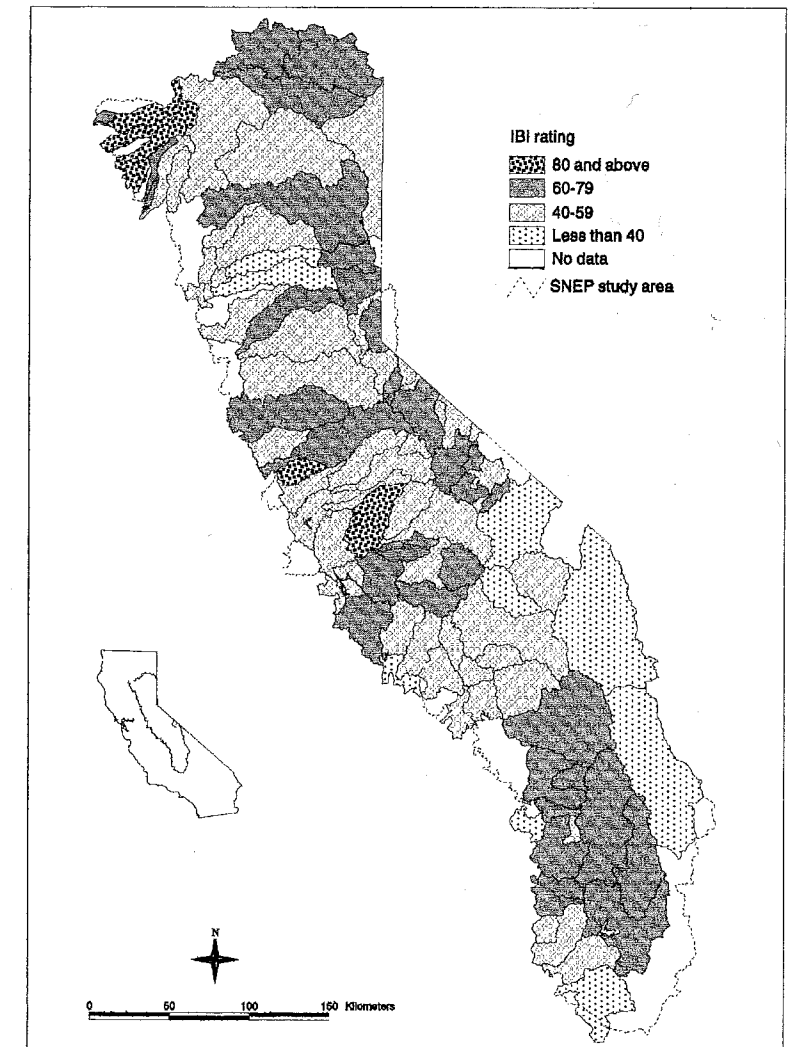 IBI rating
80 and above
60-79
40-59
Less than 40
No data
SNEP study area
N
0 50 100 150 Kilometers